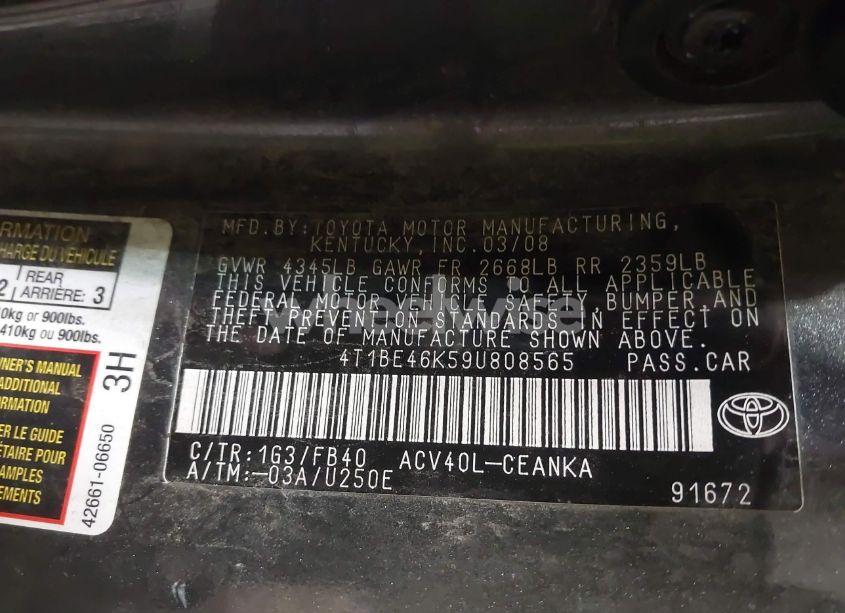 RMATION
CHARGE DU VÉHICULE
2 REAR ARRIÈRE: 3
0kg or 900lbs.
410kg ou 900lbs.
OWNER'S MANUAL
ADDITIONAL
RMATION
ER LE GUIDE
ÉTAIRE POUR
AMPLES
EMENTS
42661-06650 3H
MFD.BY:TOYOTA MOTOR MANUFACTURING,
KENTUCKY, INC.03/08
GVWR 4345LB GAWR FR 2668LB RR 2359LB
THIS VEHICLE CONFORMS TO ALL APPLICABLE
FEDERAL MOTOR VEHICLE SAFETY, BUMPER AND
THEFT PREVENTION STANDARDS IN EFFECT ON
THE DATE OF MANUFACTURE SHOWN ABOVE.
4T1BE46K59U808565 PASS.CAR
C/TR:1G3/FB40 ACV40L-CEANKA
A/TM:-03A/U250E
91672